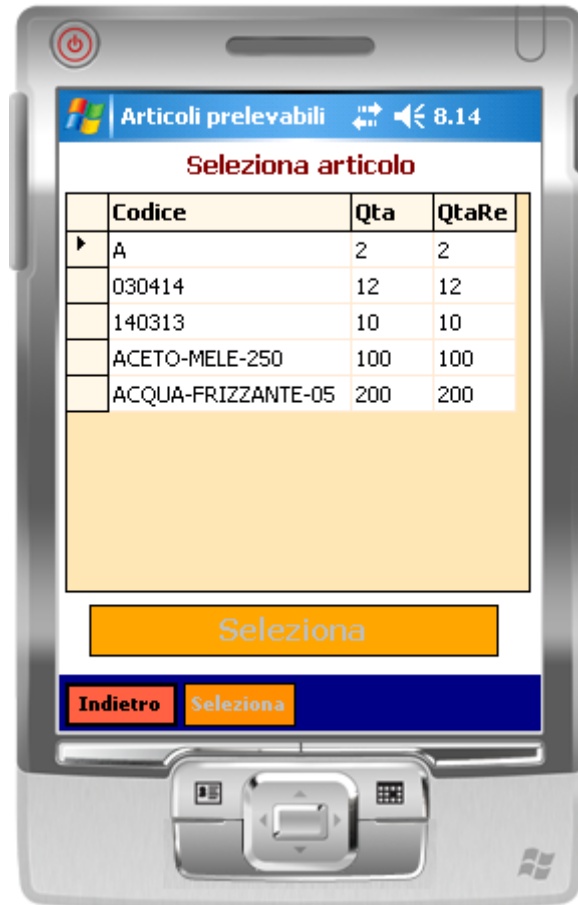 Articoli prelevabili 8.14
Seleziona articolo
Codice Qta QtaRe
A 2 2
030414 12 12
140313 10 10
ACETO-MELE-250 100 100
ACQUA-FRIZZANTE-05 200 200
Seleziona
Indietro Seleziona